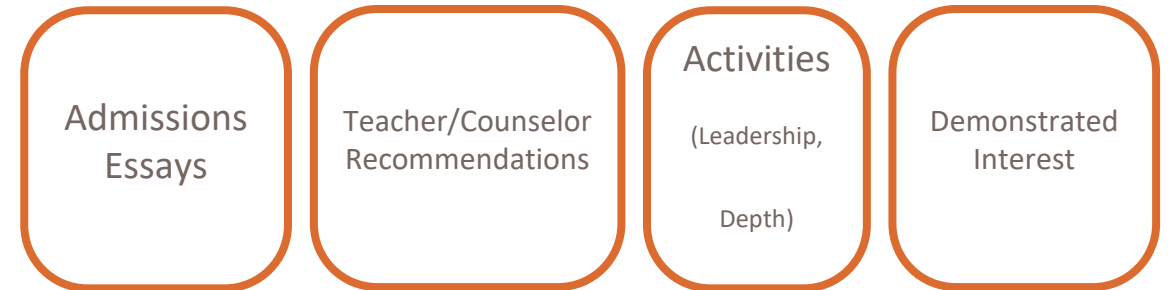 Admissions
Essays
Teacher/Counselor
Recommendations
Activities
(Leadership,
Depth)
Demonstrated
Interest